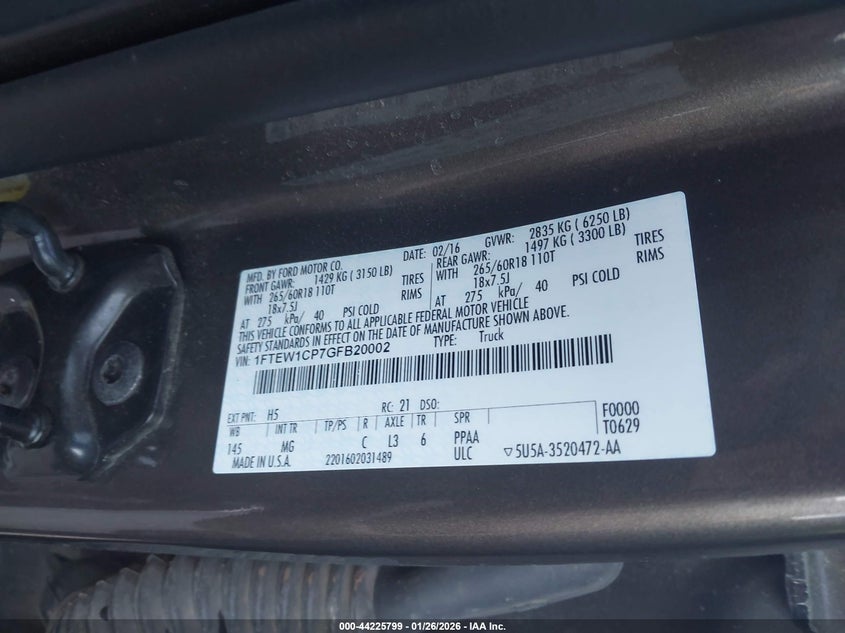 MFD. BY FORD MOTOR CO. DATE: 02/16 GVWR: 2835 KG ( 6250 LB)
FRONT GAWR: 1429 KG ( 3150 LB) REAR GAWR: 1497 KG ( 3300 LB)
WITH 265/60R18 110T TIRES WITH 265/60R18 110T TIRES
18x7.5J RIMS 18x7.5J RIMS
AT 275 kPa/ 40 PSI COLD AT 275 kPa/ 40 PSI COLD
THIS VEHICLE CONFORMS TO ALL APPLICABLE FEDERAL MOTOR VEHICLE
SAFETY STANDARDS IN EFFECT ON THE DATE OF MANUFACTURE SHOWN ABOVE.
VIN: 1FTEW1CP7GFB20002 TYPE: Truck
EXT PNT: H5 RC: 21 DSO: F0000
WB INT TR TP/PS R AXLE TR SPR T0629
145 MG C L3 6 PPAA
MADE IN U.S.A. 2201602031489 ULC ▽5U5A-3520472-AA
000-44225799 - 01/26/2026 - IAA Inc.